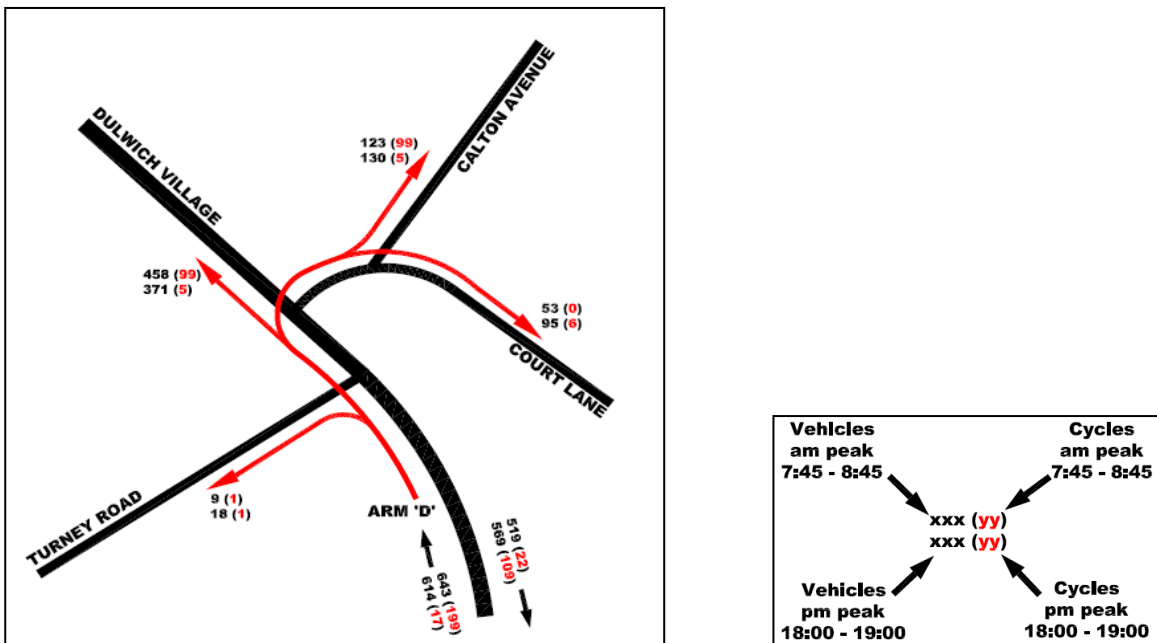 DULWICH VILLAGE
CALTON AVENUE
123 (99)
130 (5)
458 (99)
371 (5)
53 (0)
95 (6)
COURT LANE
9 (1)
18 (1)
TURNEY ROAD
ARM 'D'
519 (22)
569 (109)
643 (199)
614 (17)
Vehicles
am peak
7:45 - 8:45
Cycles
am peak
7:45 - 8:45
xxx (yy)
xxx (yy)
Vehicles
pm peak
18:00 - 19:00
Cycles
pm peak
18:00 - 19:00